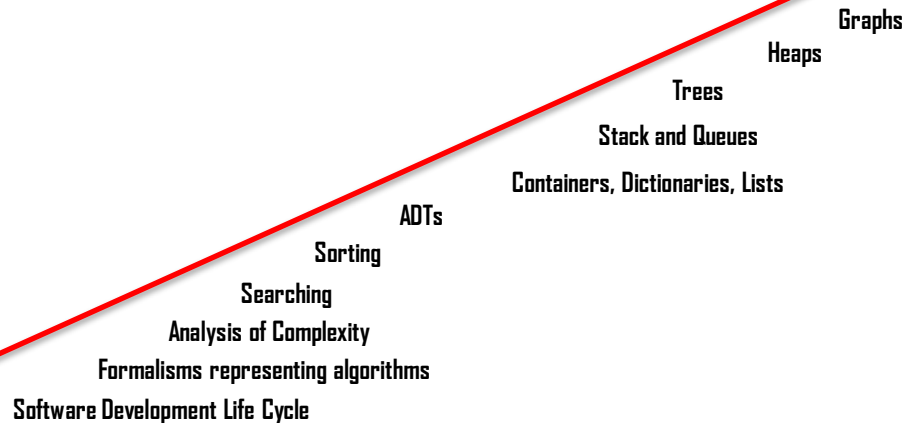 Graphs
Heaps
Trees
Stack and Queues
Containers, Dictionaries, Lists
ADTs
Sorting
Searching
Analysis of Complexity
Formalisms representing algorithms
Software Development Life Cycle